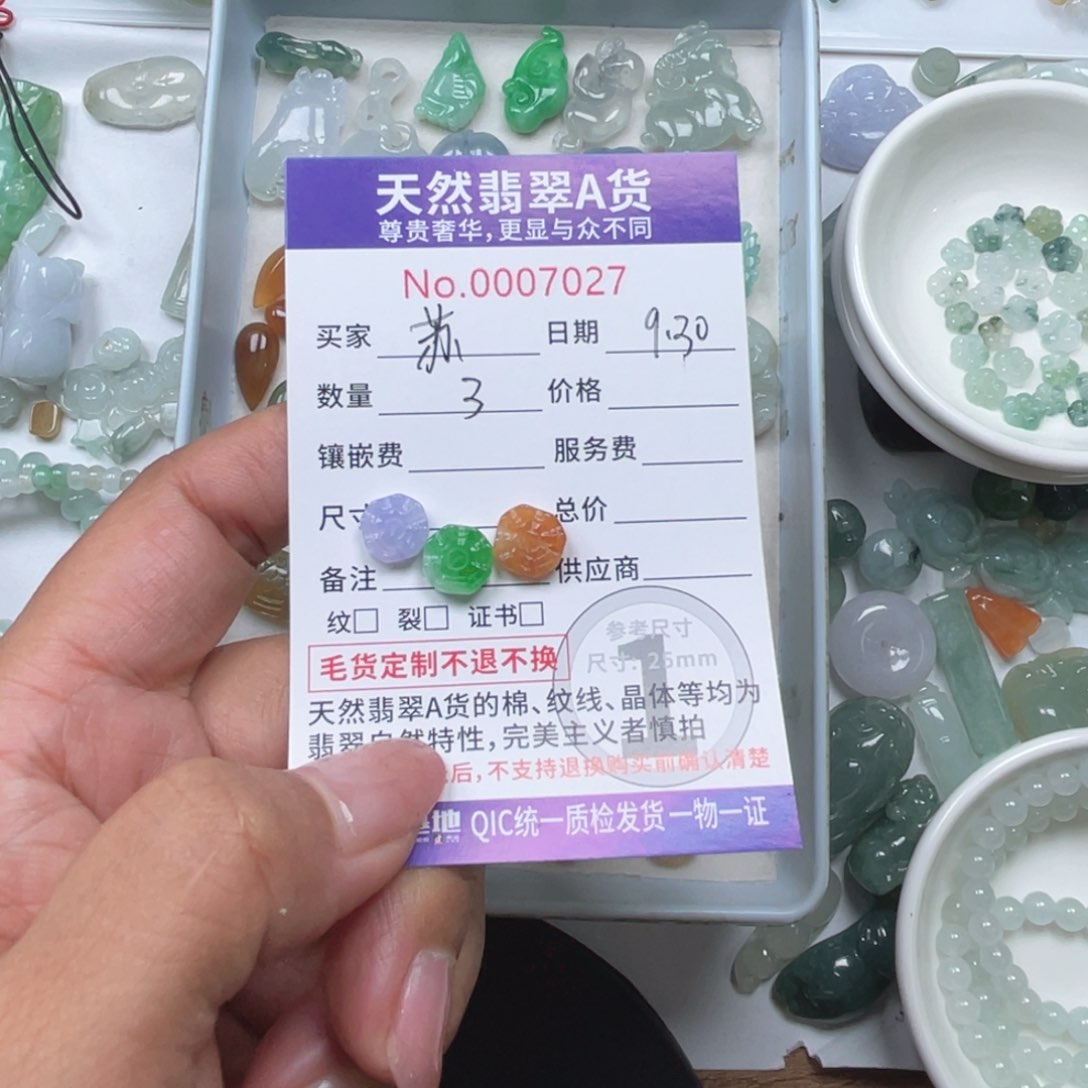 天然翡翠A货
尊贵奢华,更显与众不同
No.0007027
买家 苏 日期 9.30
数量 3 价格
镶嵌费 服务费
尺寸 总价
备注 供应商
纹□ 裂□ 证书□
参考尺寸
尺寸: 25mm
1
毛货定制不退不换
天然翡翠A货的棉、纹线、晶体等均为
翡翠自然特性,完美主义者慎拍
后,不支持退换购买前确认清楚
基地 QIC统一质检发货一物一证